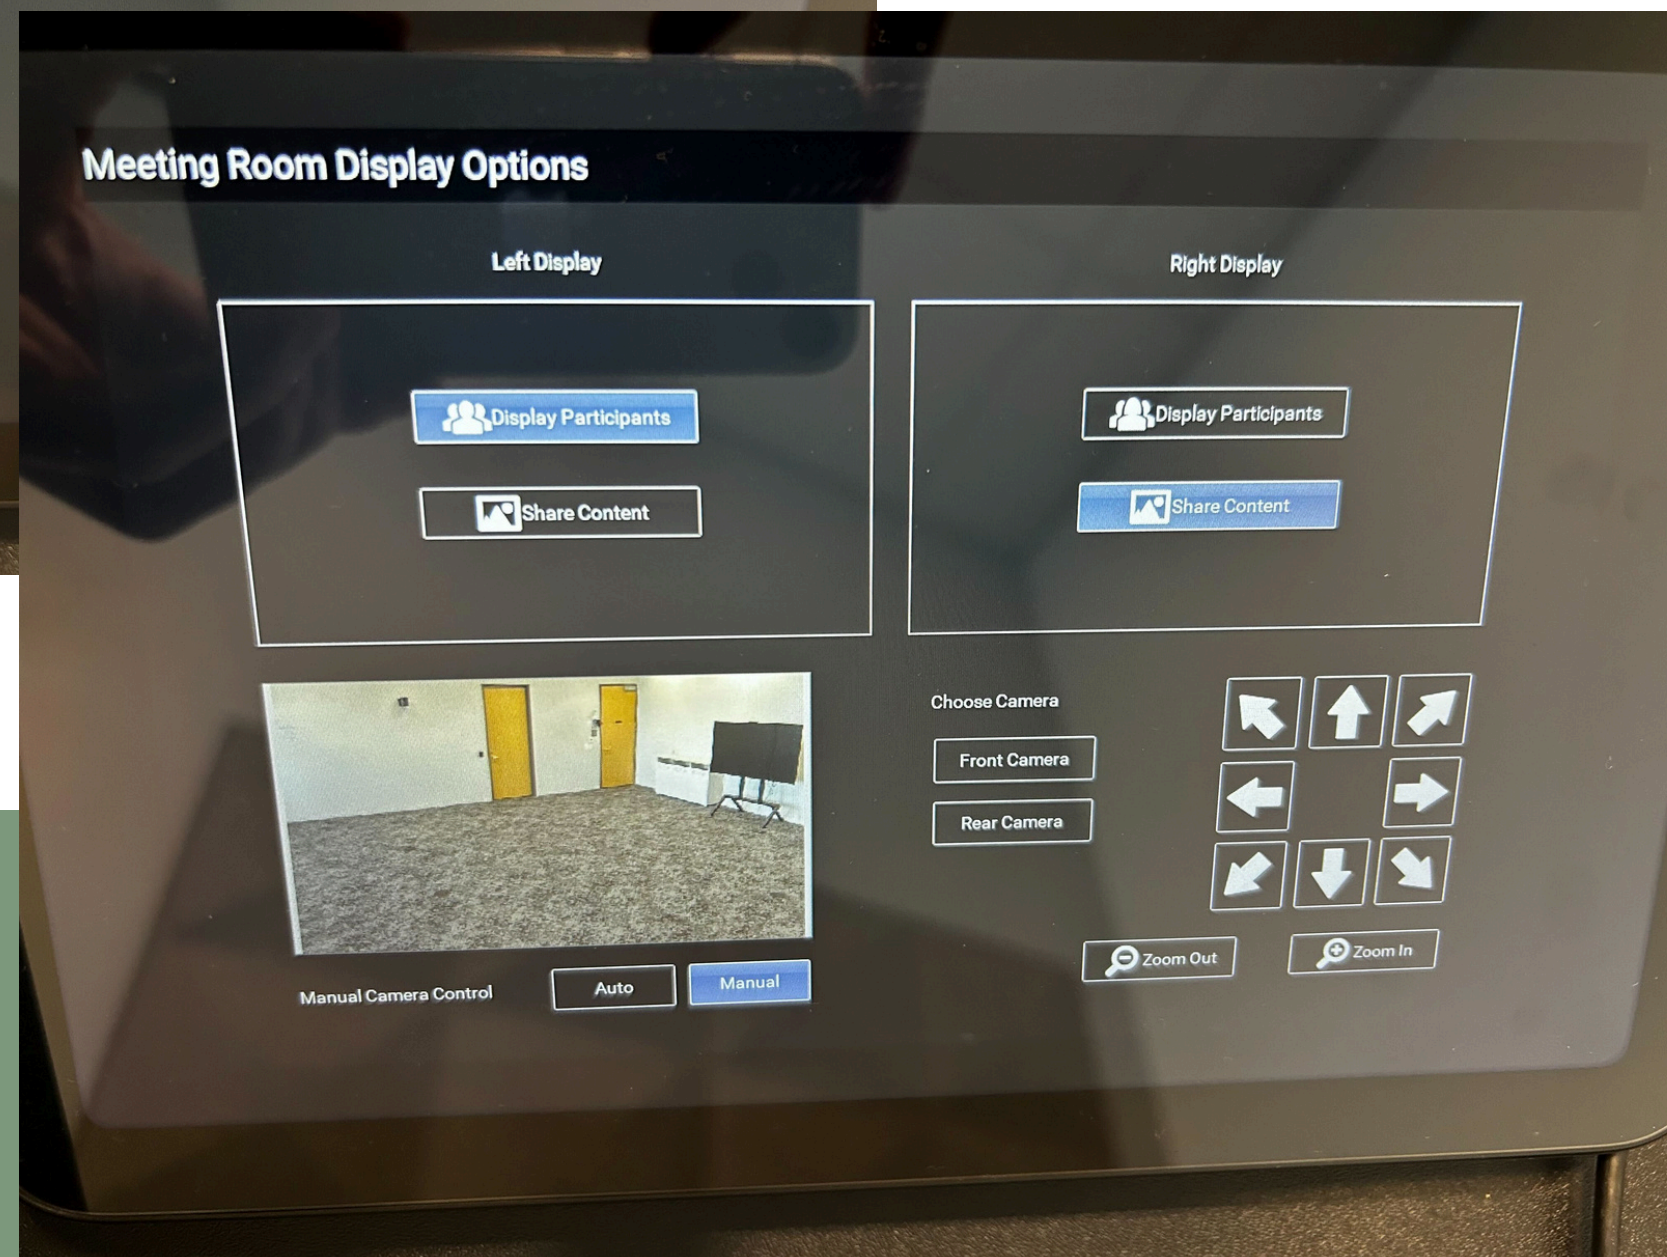 Meeting Room Display Options
Left Display
Right Display
Display Participants
Share Content
Display Participants
Share Content
Choose Camera
Front Camera
Rear Camera
Zoom Out
Zoom In
Manual Camera Control
Auto
Manual